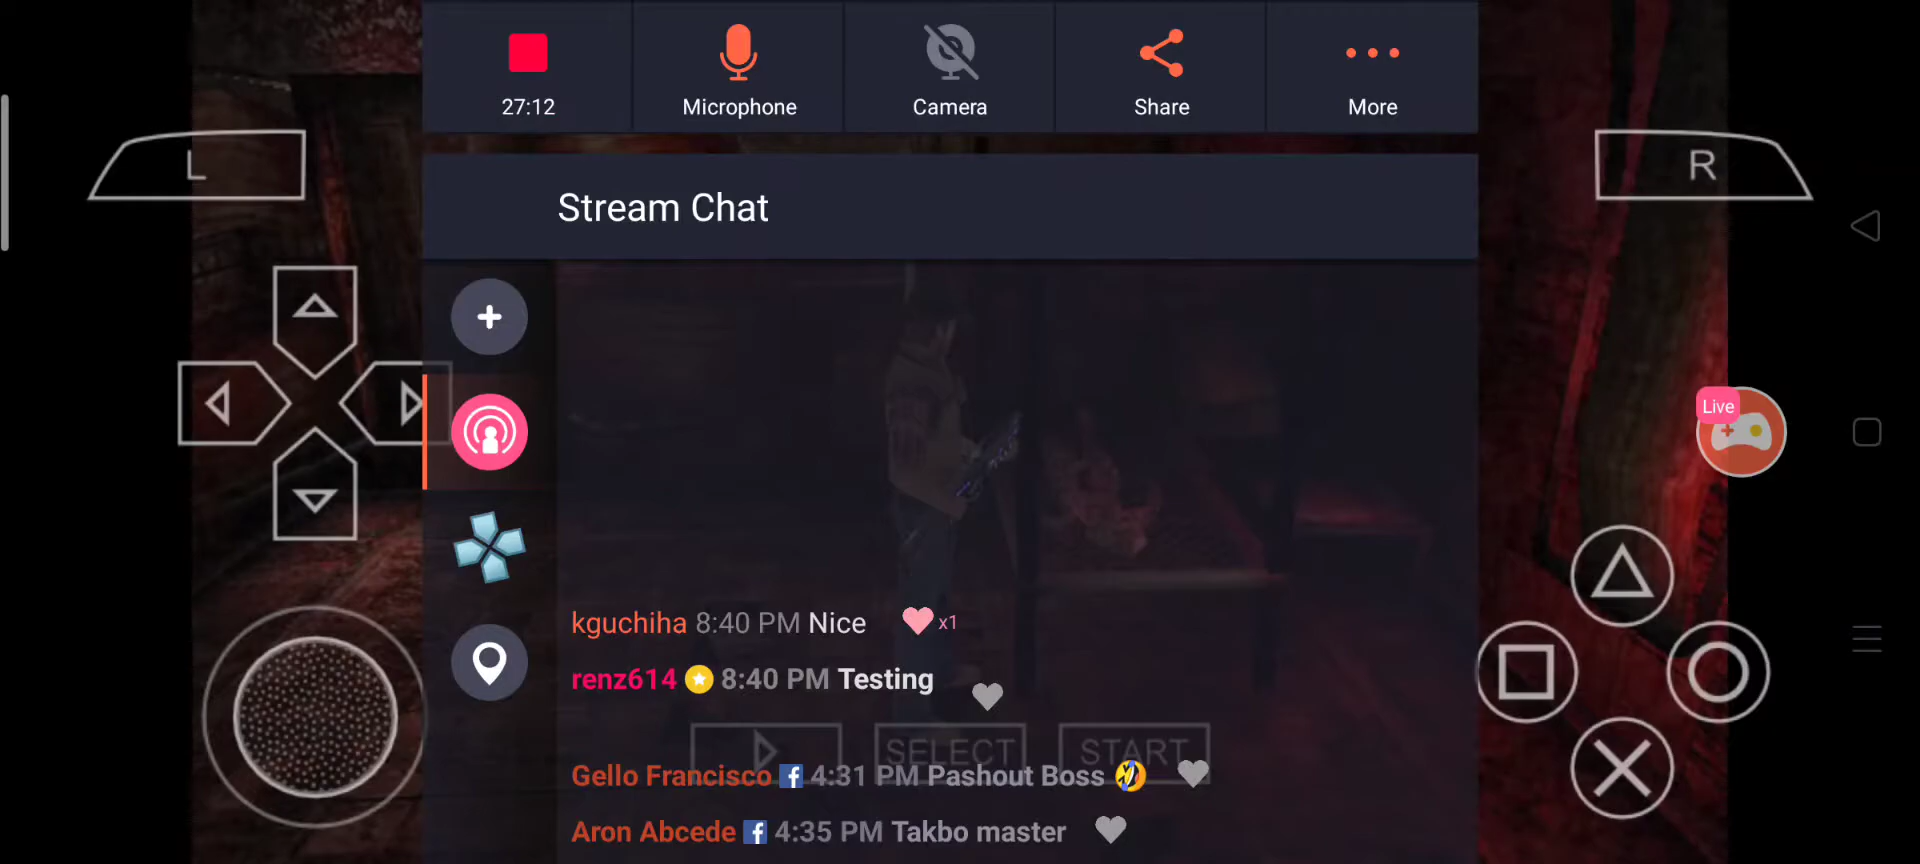 27:12
Microphone
Camera
Share
More
L
R
Stream Chat
Live
kguchiha 8:40 PM Nice x1
renz614 8:40 PM Testing
SELECT
START
Gello Francisco 4:31 PM Pashout Boss 🤣
Aron Abcede 4:35 PM Takbo master